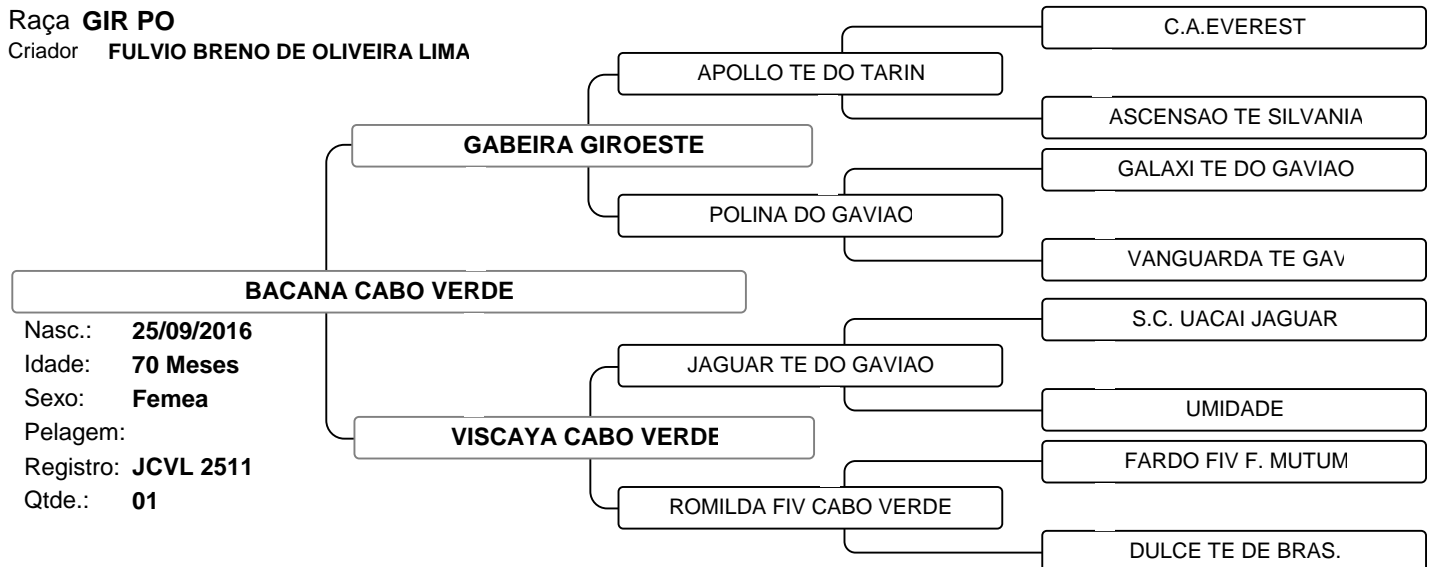 Raça GIR PO
Criador FULVIO BRENO DE OLIVEIRA LIMA
C.A.EVEREST
APOLLO TE DO TARIN
ASCENSAO TE SILVANIA
GABEIRA GIROESTE
GALAXI TE DO GAVIAO
POLINA DO GAVIAO
VANGUARDA TE GAV
BACANA CABO VERDE
Nasc.: 25/09/2016
Idade: 70 Meses
Sexo: Femea
Pelagem:
Registro: JCVL 2511
Qtde.: 01
S.C. UACAI JAGUAR
JAGUAR TE DO GAVIAO
UMIDADE
VISCAYA CABO VERDE
FARDO FIV F. MUTUM
ROMILDA FIV CABO VERDE
DULCE TE DE BRAS.